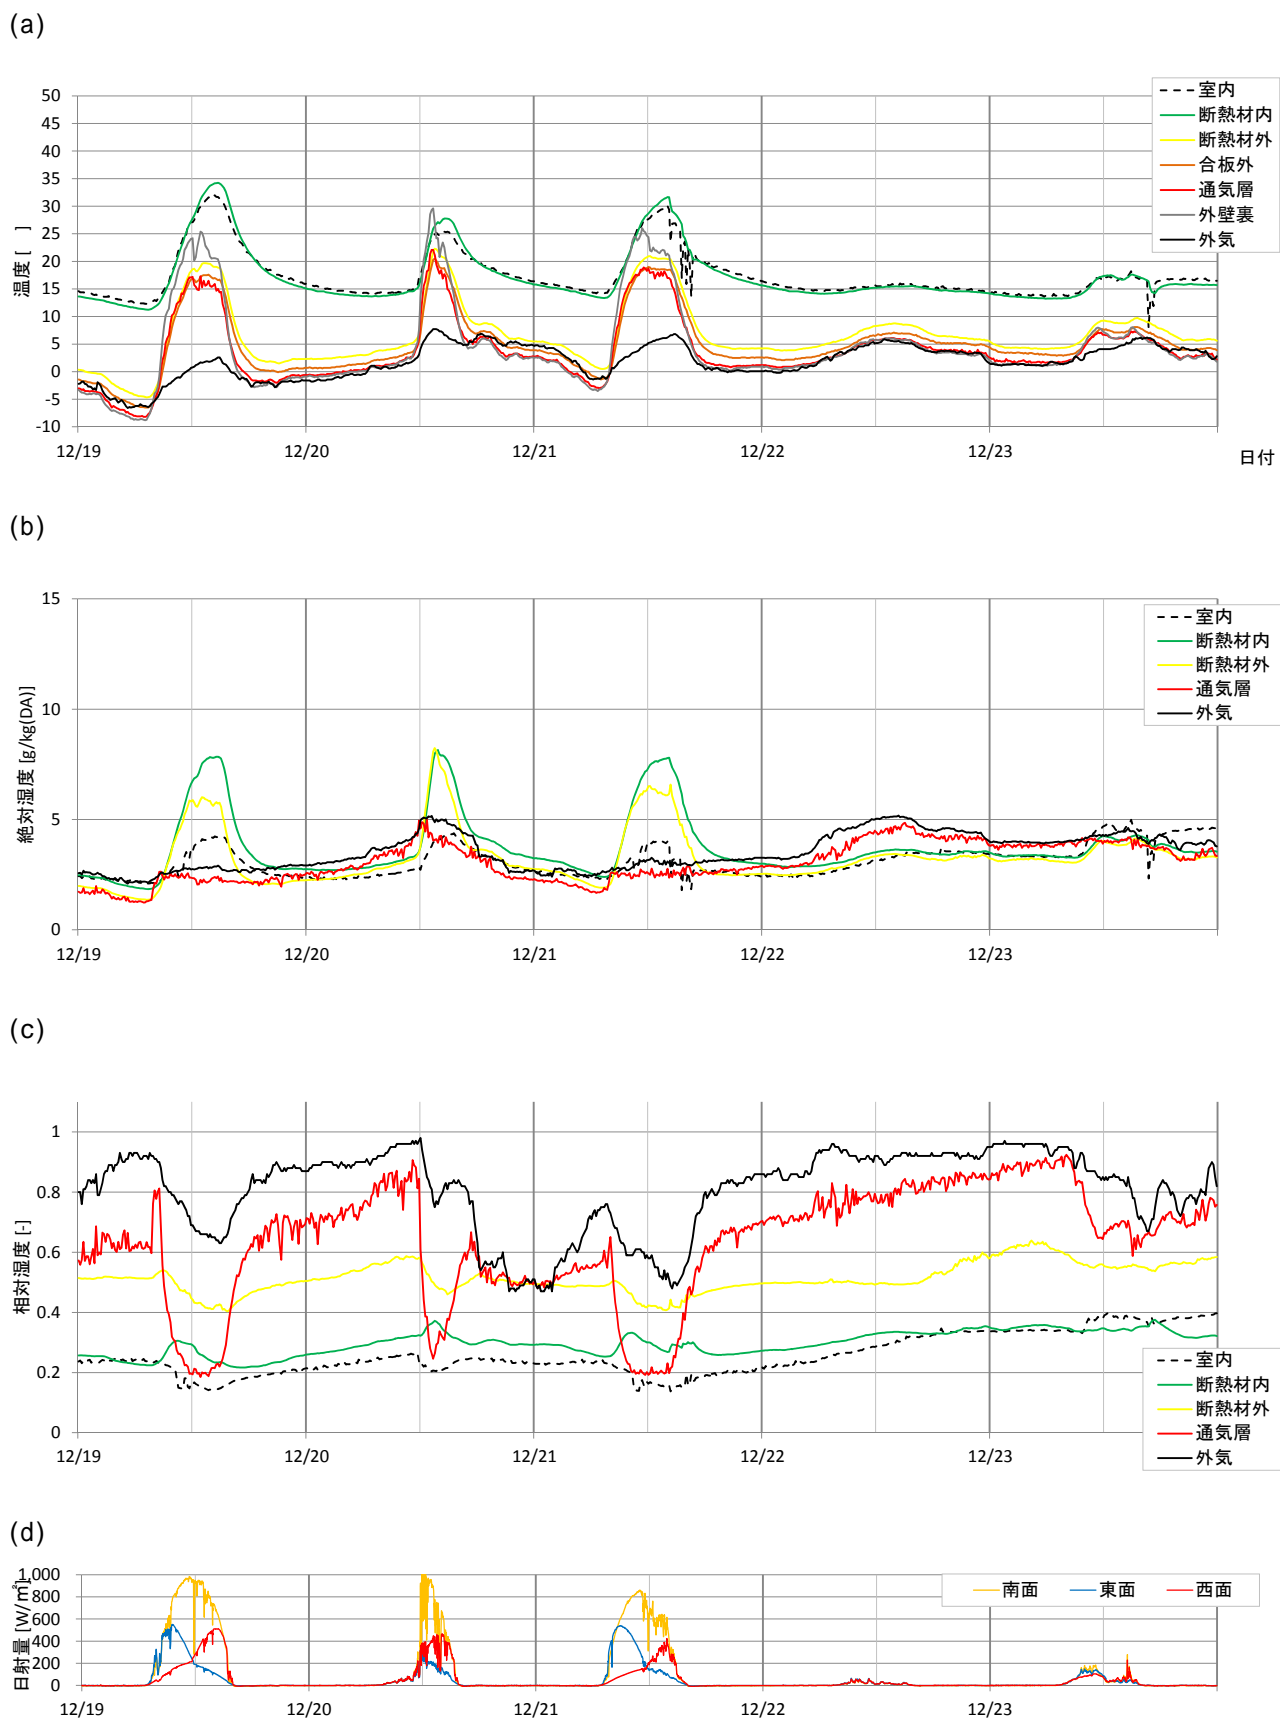 (a)
50
45
40
35
30
25
20
15
10
5
0
-5
-10
温度 [ ]
室内
断熱材内
断熱材外
合板外
通気層
外壁裏
外気
12/19
12/20
12/21
12/22
12/23
日付
(b)
15
10
5
0
絶対湿度 [g/kg(DA)]
室内
断熱材内
断熱材外
通気層
外気
12/19
12/20
12/21
12/22
12/23
(c)
1
0.8
0.6
0.4
0.2
0
相対湿度 [-]
室内
断熱材内
断熱材外
通気層
外気
12/19
12/20
12/21
12/22
12/23
(d)
1,000
800
600
400
200
0
日射量 [W/㎡]
南面
東面
西面
12/19
12/20
12/21
12/22
12/23